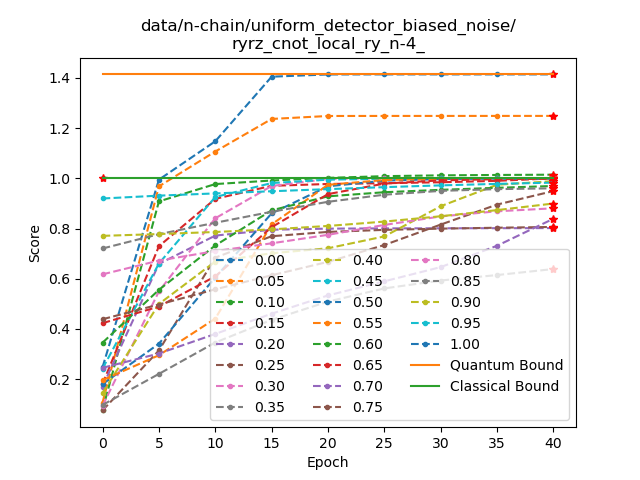 data/n-chain/uniform_detector_biased_noise/
ryrz_cnot_local_ry_n-4_
Score
1.4
1.2
1.0
0.8
0.6
0.4
0.2
0.00 0.40 0.80
0.05 0.45 0.85
0.10 0.50 0.90
0.15 0.55 0.95
0.20 0.60 1.00
0.25 0.65 Quantum Bound
0.30 0.70 Classical Bound
0.35 0.75
0 5 10 15 20 25 30 35 40
Epoch